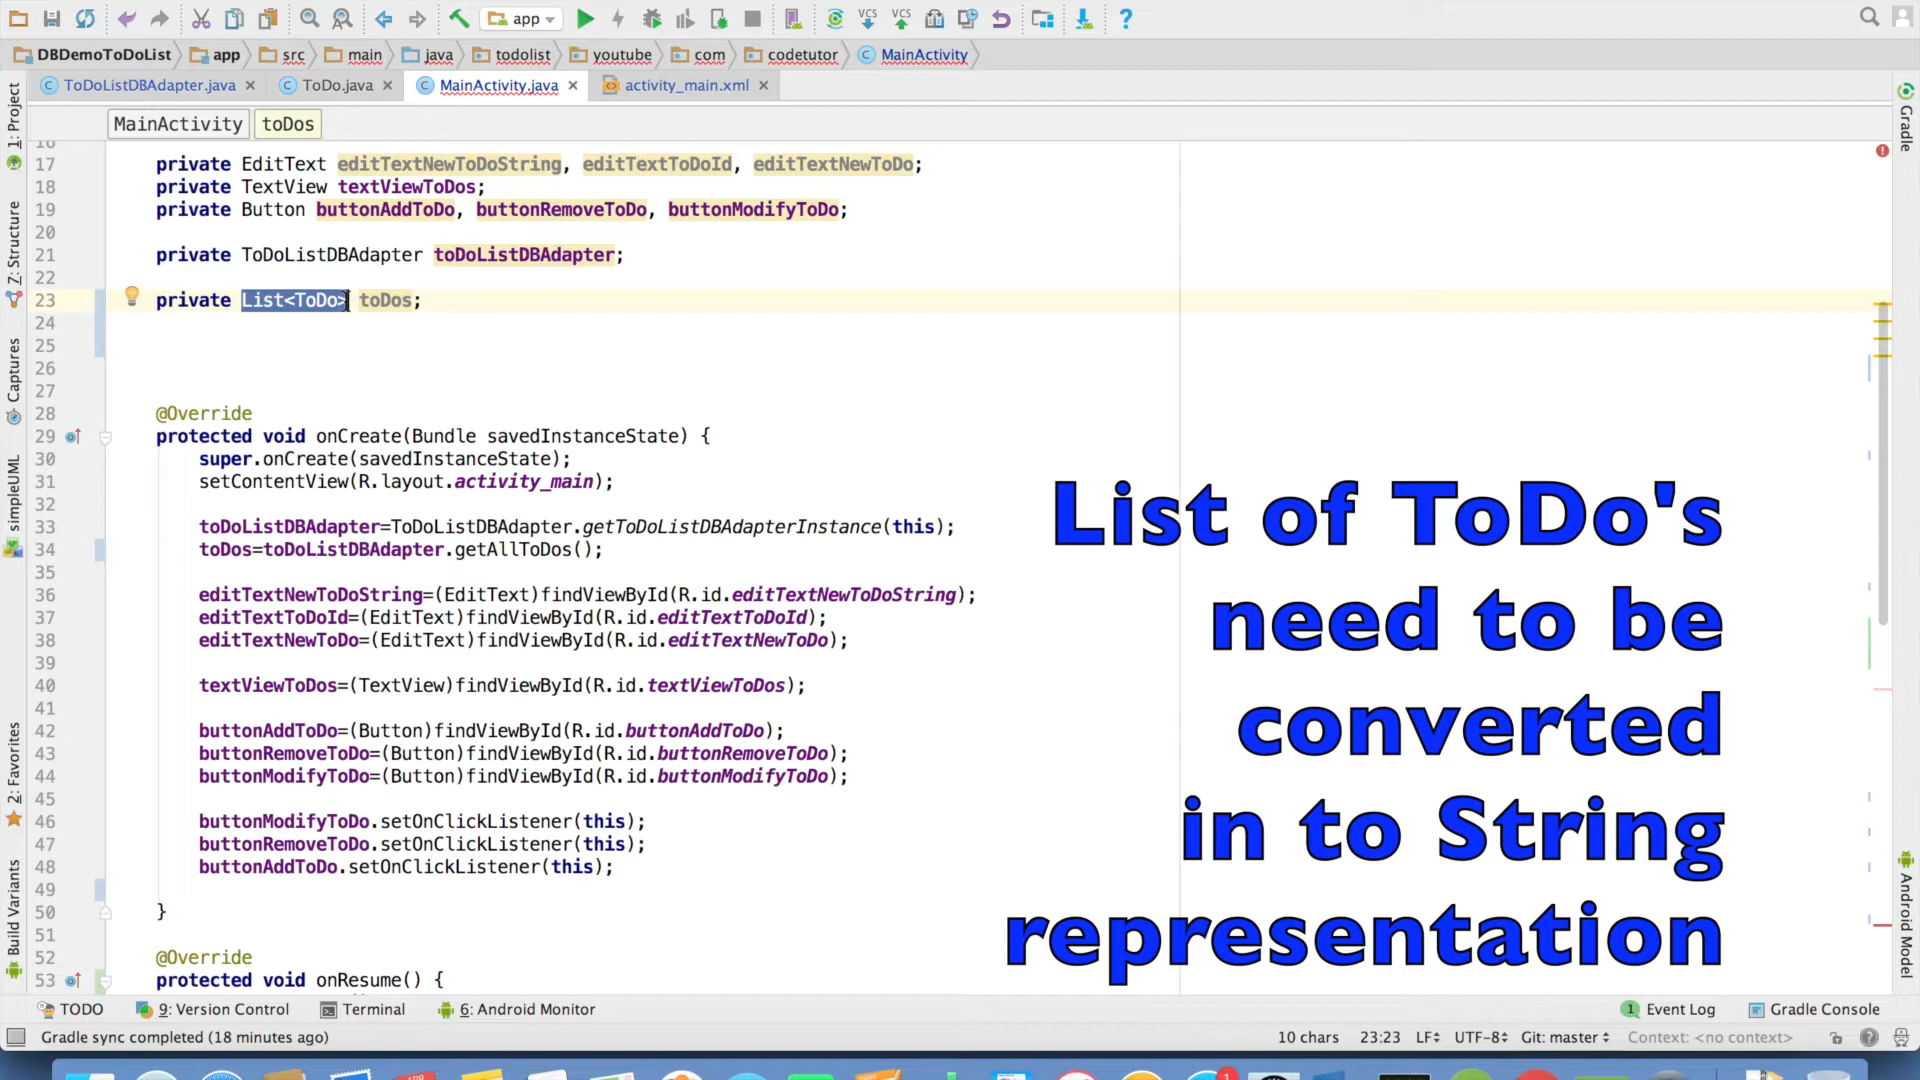 app
DBDemoToDoList app src main java todolist youtube com codetutor MainActivity
ToDoListDBAdapter.java ToDo.java MainActivity.java activity_main.xml
MainActivity toDos
1: Project
7: Structure
Captures
simpleUML
2: Favorites
Build Variants
16
17 private EditText editTextNewToDoString, editTextToDoId, editTextNewToDo;
18 private TextView textViewToDos;
19 private Button buttonAddToDo, buttonRemoveToDo, buttonModifyToDo;
20
21 private ToDoListDBAdapter toDoListDBAdapter;
22
23 private List<ToDo> toDos;
24
25
26
27
28 @Override
29 protected void onCreate(Bundle savedInstanceState) {
30 super.onCreate(savedInstanceState);
31 setContentView(R.layout.activity_main);
32
33 toDoListDBAdapter=ToDoListDBAdapter.getToDoListDBAdapterInstance(this);
34 toDos=toDoListDBAdapter.getAllToDos();
35
36 editTextNewToDoString=(EditText)findViewById(R.id.editTextNewToDoString);
37 editTextToDoId=(EditText)findViewById(R.id.editTextToDoId);
38 editTextNewToDo=(EditText)findViewById(R.id.editTextNewToDo);
39
40 textViewToDos=(TextView)findViewById(R.id.textViewToDos);
41
42 buttonAddToDo=(Button)findViewById(R.id.buttonAddToDo);
43 buttonRemoveToDo=(Button)findViewById(R.id.buttonRemoveToDo);
44 buttonModifyToDo=(Button)findViewById(R.id.buttonModifyToDo);
45
46 buttonModifyToDo.setOnClickListener(this);
47 buttonRemoveToDo.setOnClickListener(this);
48 buttonAddToDo.setOnClickListener(this);
49
50 }
51
52 @Override
53 protected void onResume() {
List of ToDo's
need to be
converted
in to String
representation
Gradle
Android Model
TODO 9: Version Control Terminal 6: Android Monitor 1 Event Log Gradle Console
Gradle sync completed (18 minutes ago) 10 chars 23:23 LF UTF-8 Git: master Context: <no context>